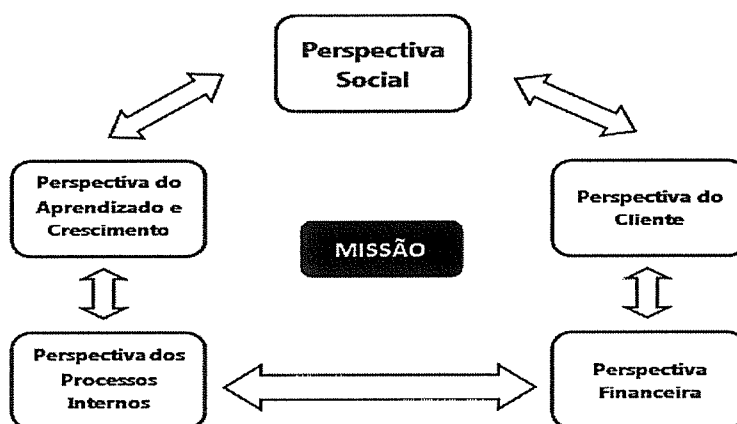 Perspectiva
Social
Perspectiva do
Aprendizado e
Crescimento
Perspectiva do
Cliente
MISSÃO
Perspectiva dos
Processos
Internos
Perspectiva
Financeira